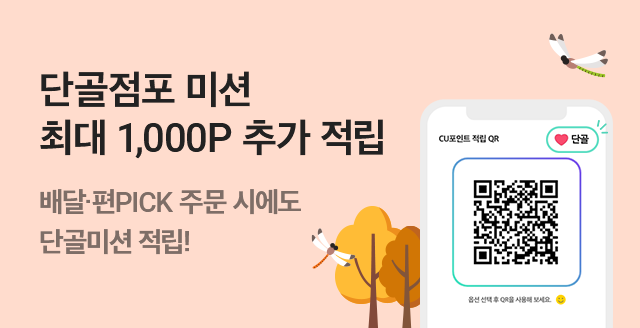 단골점포 미션
최대 1,000P 추가 적립
배달·편PICK 주문 시에도
단골미션 적립!
CU포인트 적립 QR
단골
옵션 선택 후 QR을 사용해 보세요.